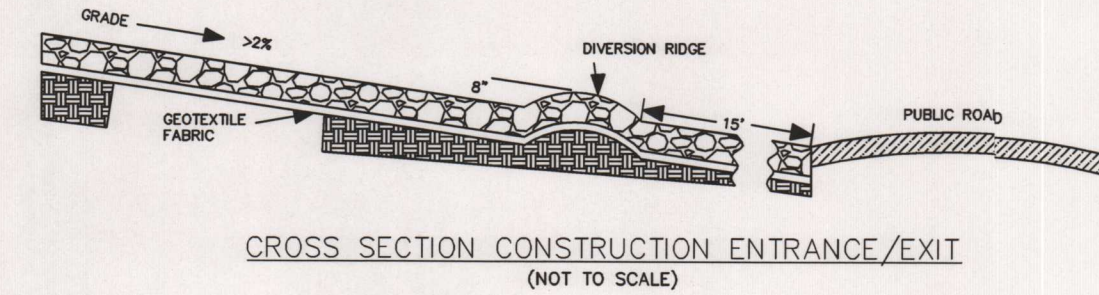 GRADE
>2%
8"
DIVERSION RIDGE
GEOTEXTILE
FABRIC
15'
PUBLIC ROAD
CROSS SECTION CONSTRUCTION ENTRANCE/EXIT
(NOT TO SCALE)